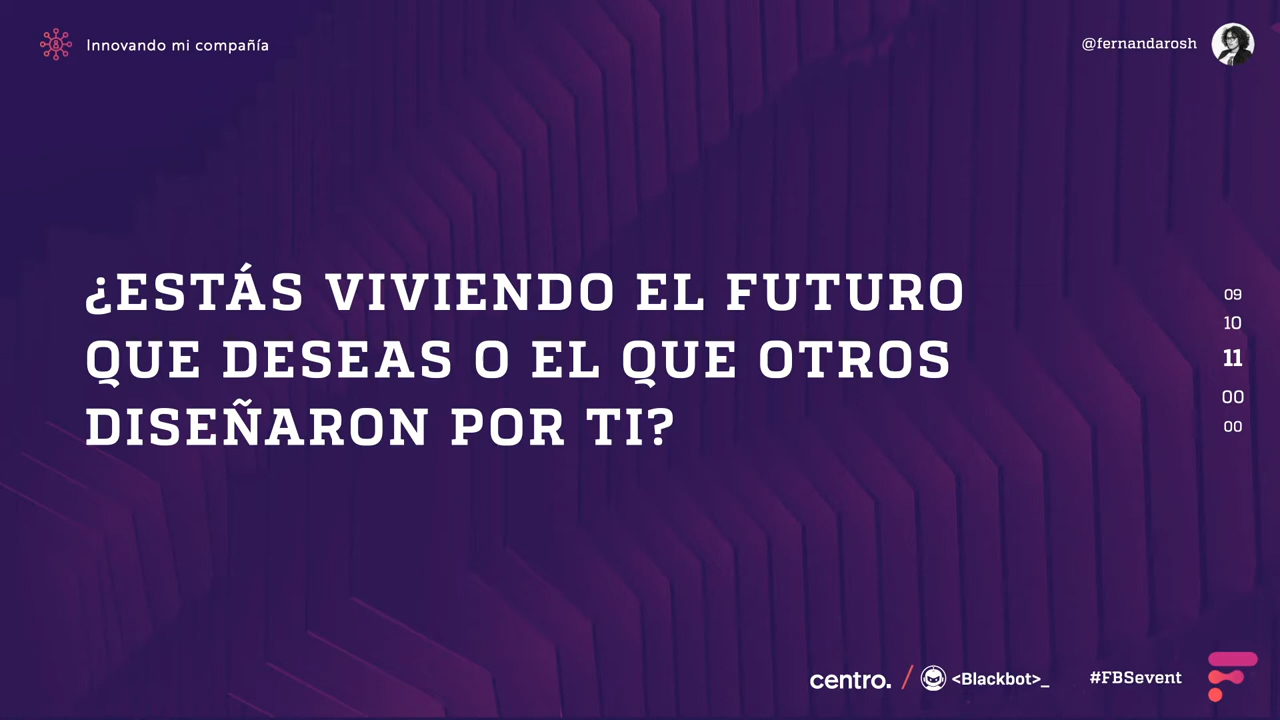 Innovando mi compañía
@fernandarosh
¿ESTÁS VIVIENDO EL FUTURO
QUE DESEAS O EL QUE OTROS
DISEÑARON POR TI?
09
10
11
00
00
centro. / <Blackbot>_
#FBSevent